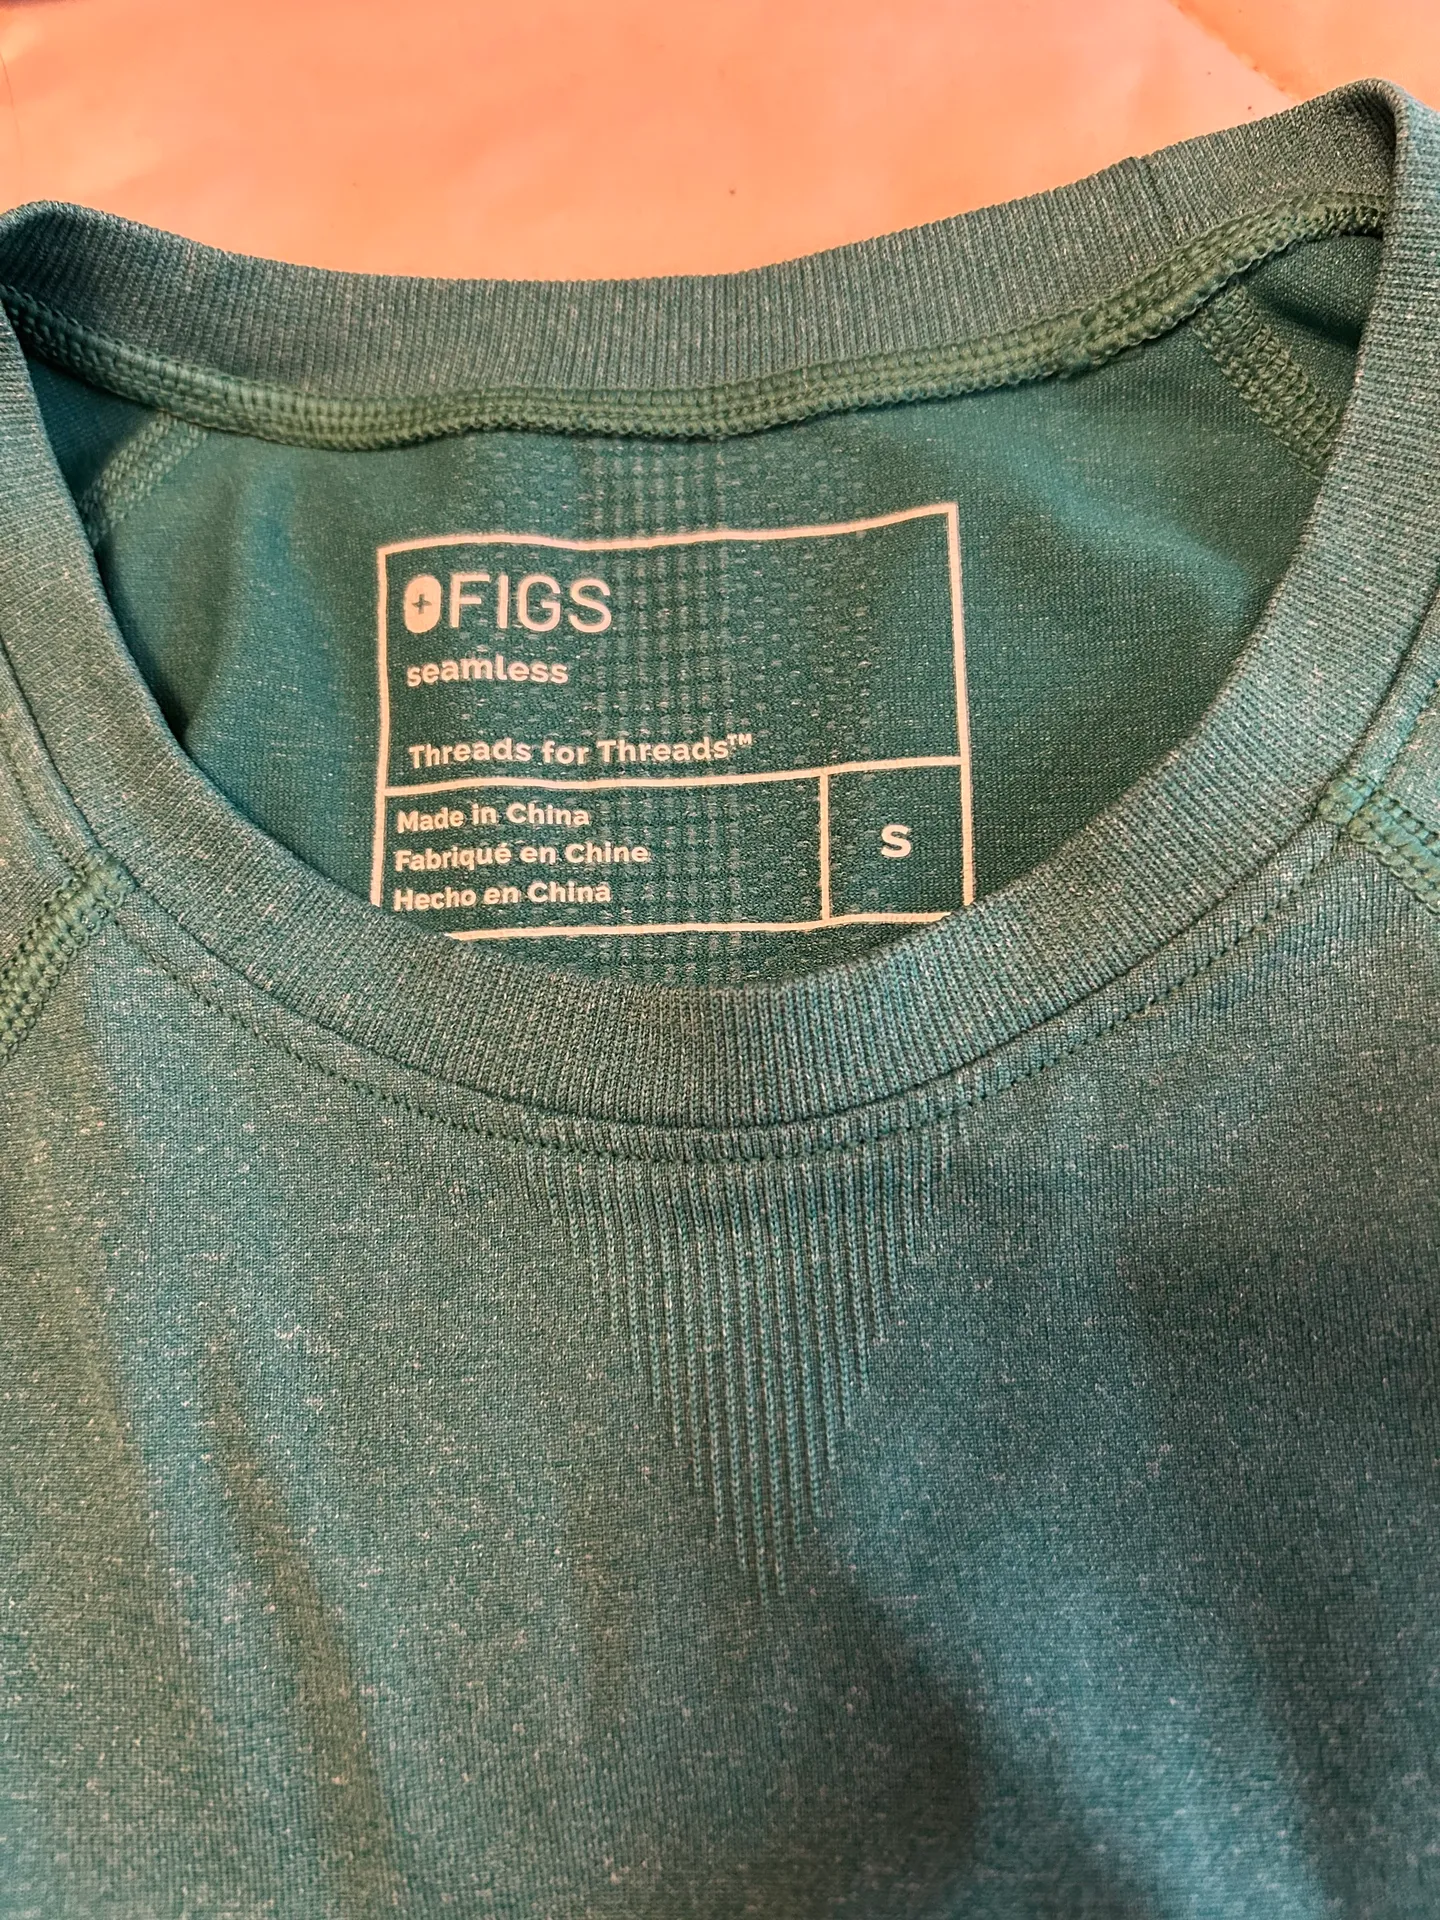 FIGS
seamless
Threads for Threads™
Made in China
Fabriqué en Chine
Hecho en China
S